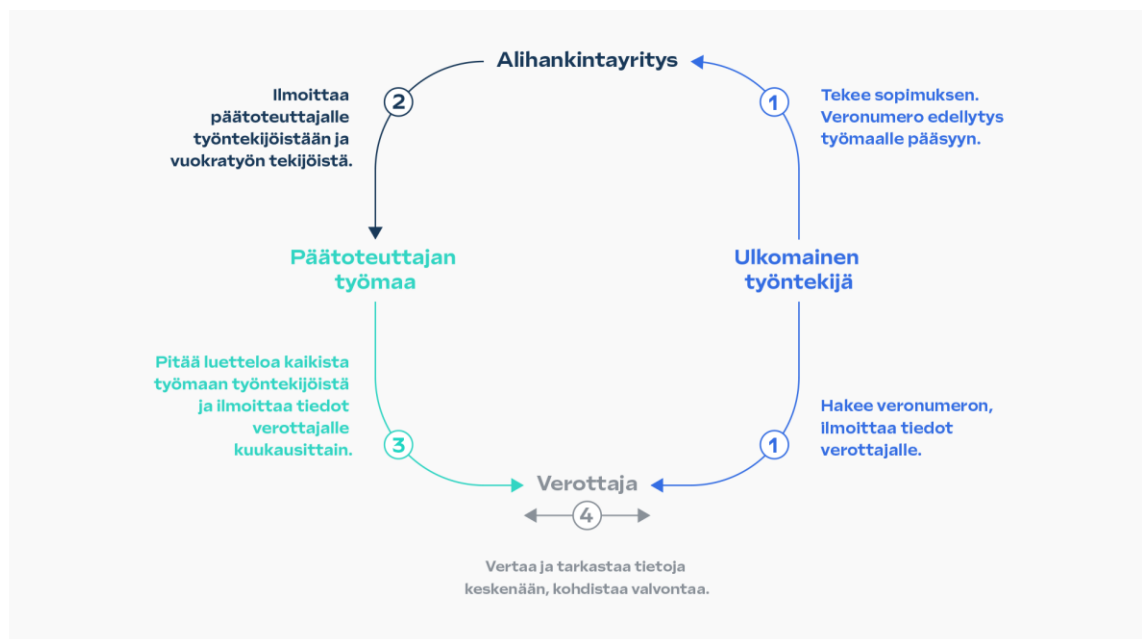 Alihankintayritys
2
Ilmoittaa
päätoteuttajalle
työntekijöistään ja
vuokratyön tekijöistä.
1
Tekee sopimuksen.
Veronumero edellytys
työmaalle pääsyyn.
Päätoteuttajan
työmaa
Ulkomainen
työntekijä
Pitää luetteloa kaikista
työmaan työntekijöistä
ja ilmoittaa tiedot
verottajalle
kuukausittain.
3
1
Hakee veronumeron,
ilmoittaa tiedot
verottajalle.
Verottaja
4
Vertaa ja tarkastaa tietoja
keskenään, kohdistaa valvontaa.